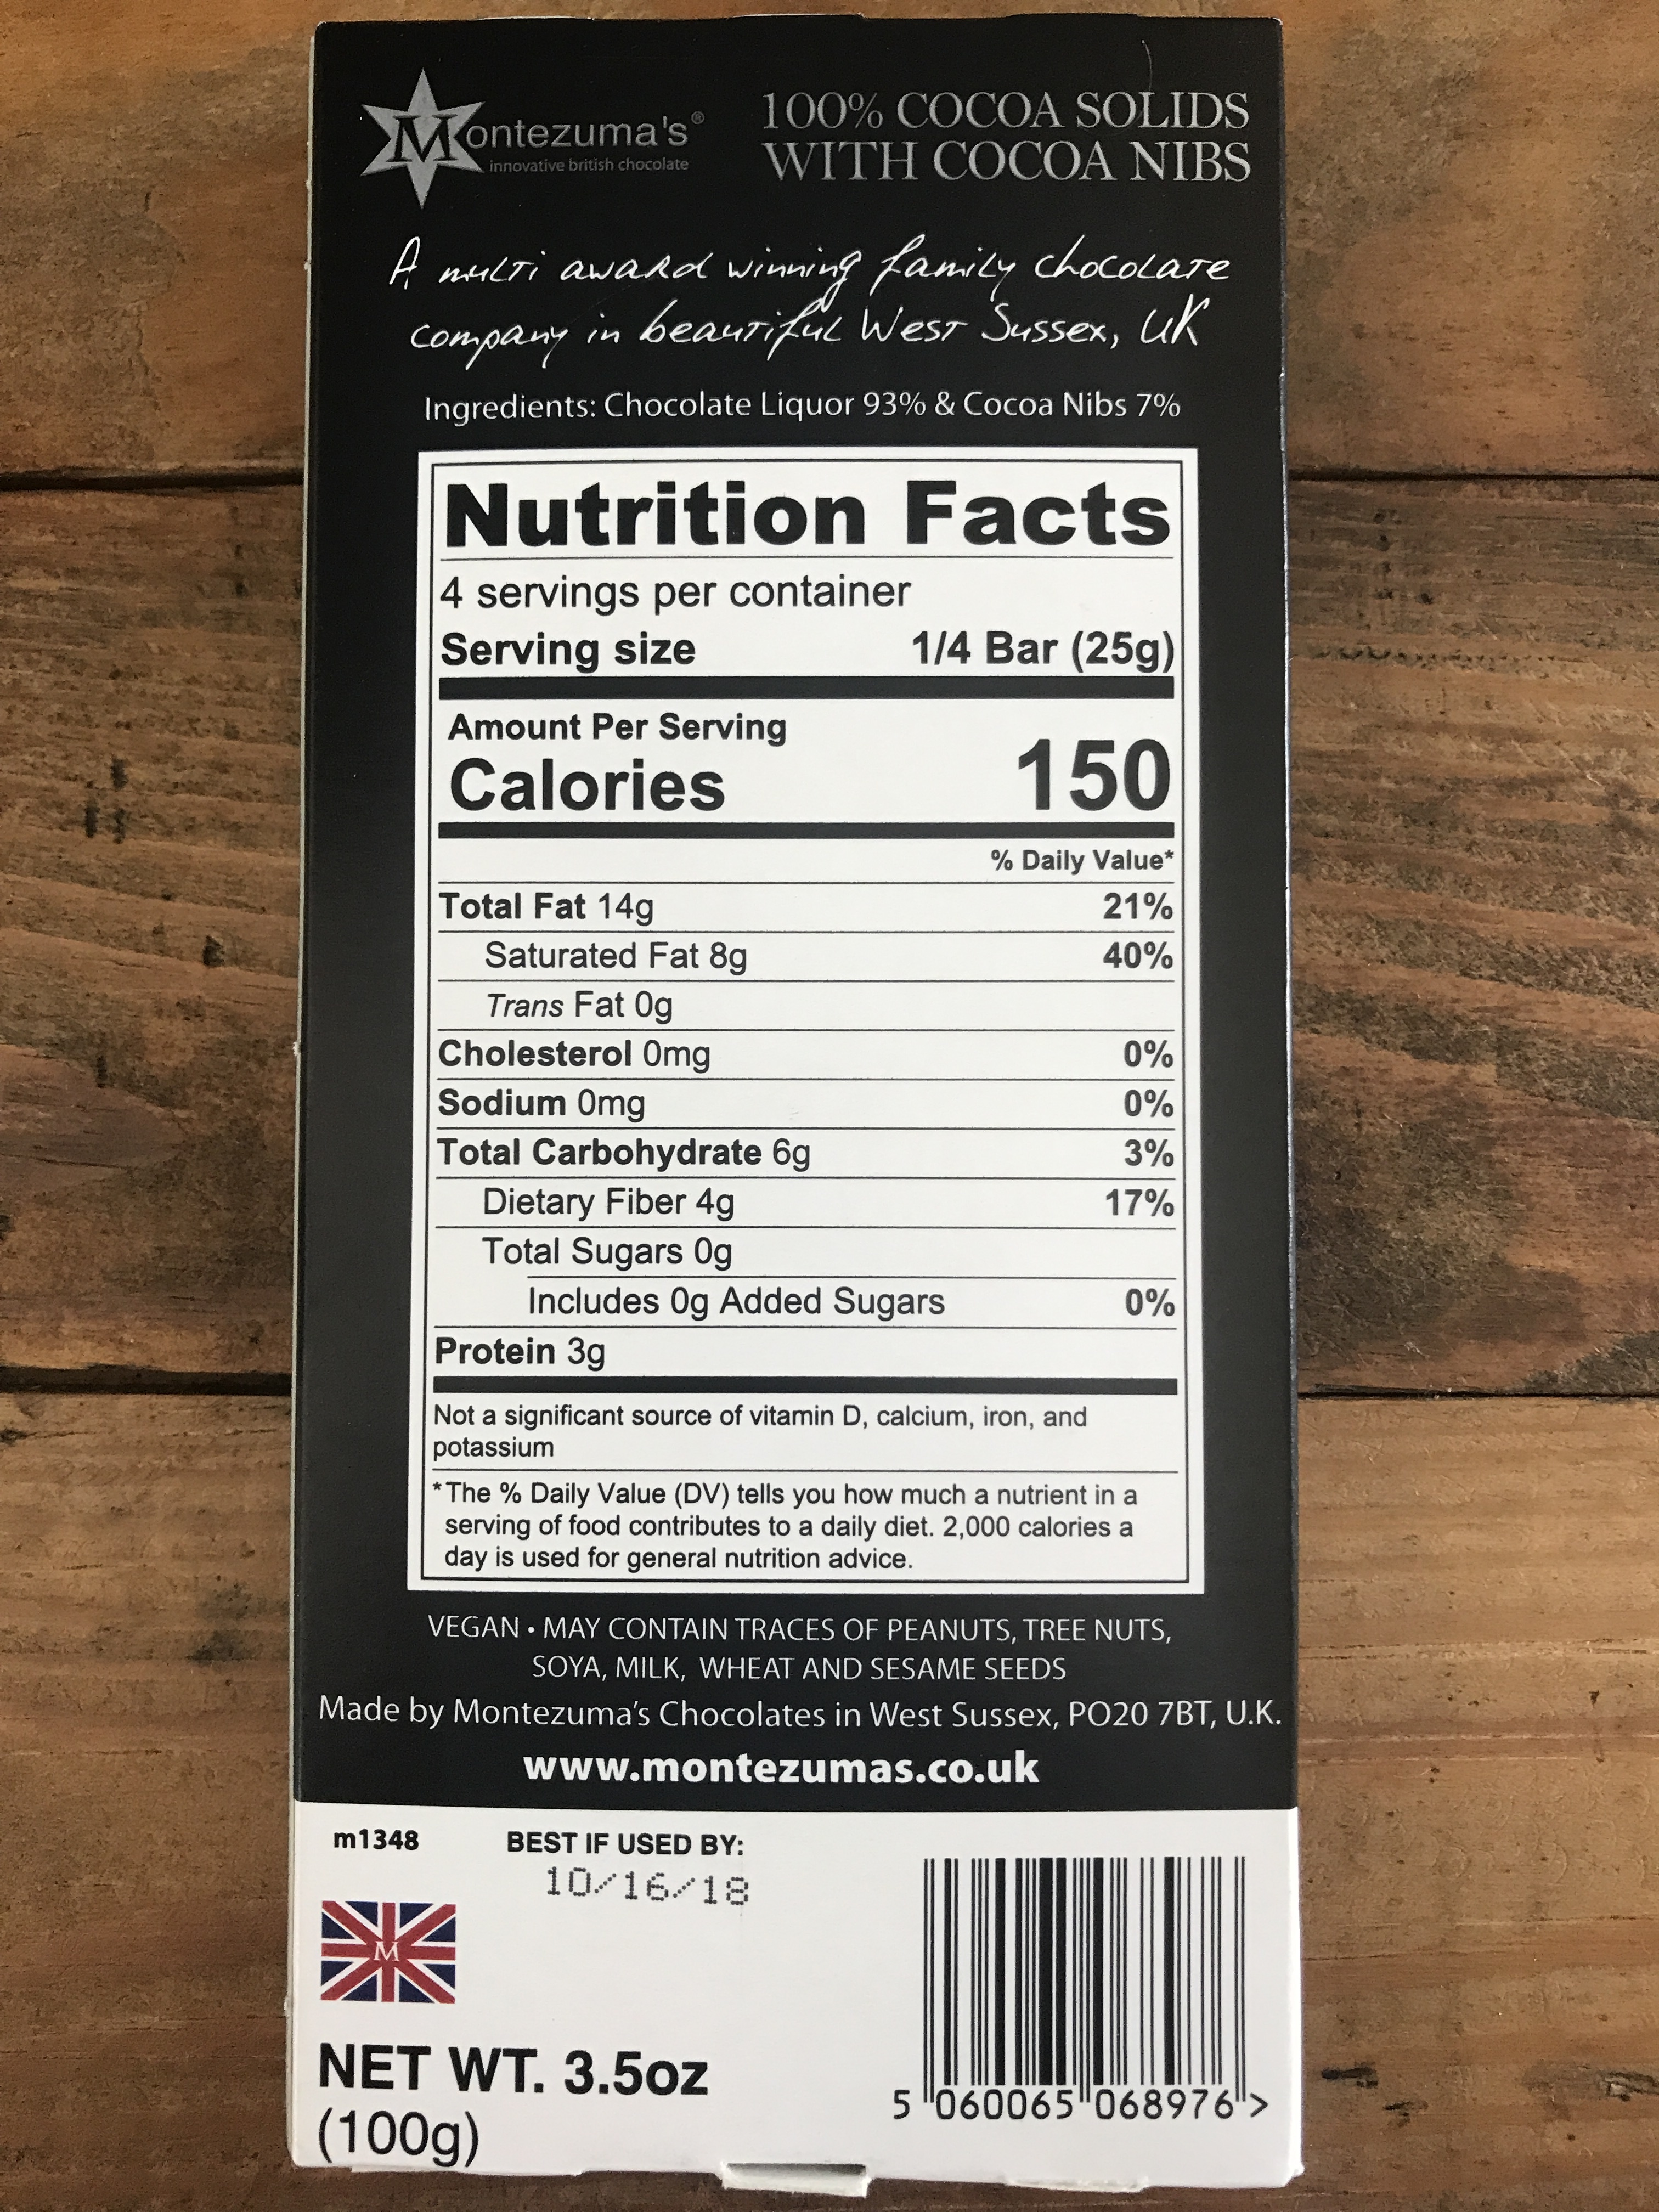 Montezuma's®
innovative british chocolate
100% COCOA SOLIDS
WITH COCOA NIBS
A multi award winning family chocolate
company in beautiful West Sussex, UK
Ingredients: Chocolate Liquor 93% & Cocoa Nibs 7%
Nutrition Facts
4 servings per container
Serving size 1/4 Bar (25g)
Amount Per Serving
Calories 150
% Daily Value*
Total Fat 14g 21%
Saturated Fat 8g 40%
Trans Fat 0g
Cholesterol 0mg 0%
Sodium 0mg 0%
Total Carbohydrate 6g 3%
Dietary Fiber 4g 17%
Total Sugars 0g
Includes 0g Added Sugars 0%
Protein 3g
Not a significant source of vitamin D, calcium, iron, and
potassium
*The % Daily Value (DV) tells you how much a nutrient in a
serving of food contributes to a daily diet. 2,000 calories a
day is used for general nutrition advice.
VEGAN • MAY CONTAIN TRACES OF PEANUTS, TREE NUTS,
SOYA, MILK, WHEAT AND SESAME SEEDS
Made by Montezuma's Chocolates in West Sussex, PO20 7BT, U.K.
www.montezumas.co.uk
m1348
BEST IF USED BY:
10/16/18
M
NET WT. 3.5oz
(100g)
5 060065 068976 >